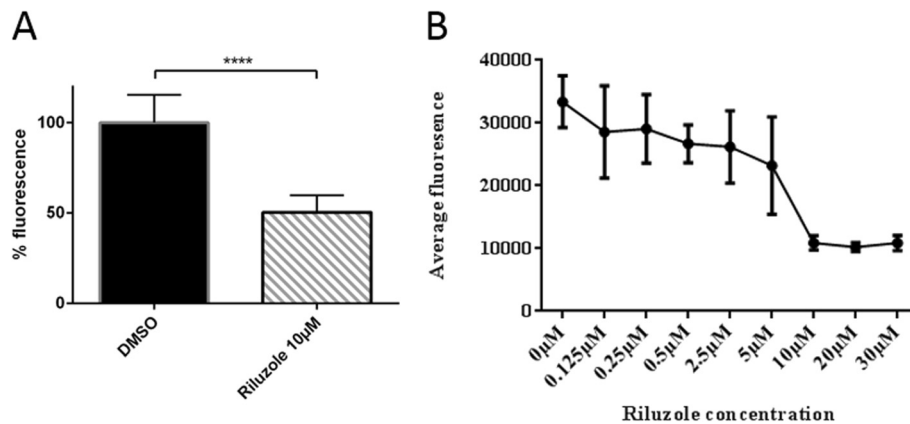 A
****
% fluorescence
100
50
0
DMSO
Riluzole 10µM
B
Average fluoresence
40000
30000
20000
10000
0
0µM
0.125µM
0.25µM
0.5µM
2.5µM
5µM
10µM
20µM
30µM
Riluzole concentration